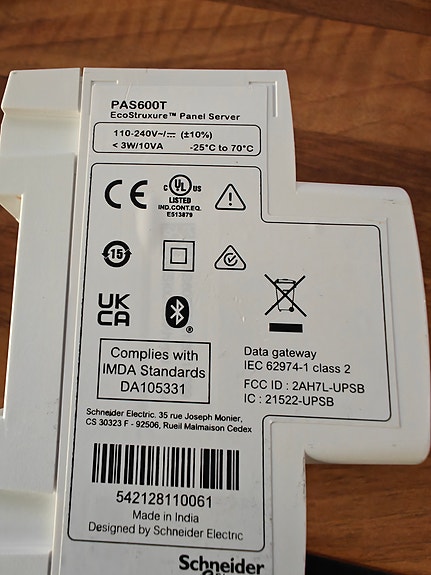 PAS600T
EcoStruxure™ Panel Server
110-240V~/⎓ (±10%)
< 3W/10VA -25°C to 70°C
CE
C UL US
LISTED
IND.CONT.EQ.
E513879
15
UK
CA
®
Complies with
IMDA Standards
DA105331
Data gateway
IEC 62974-1 class 2
FCC ID : 2AH7L-UPSB
IC : 21522-UPSB
Schneider Electric. 35 rue Joseph Monier,
CS 30323 F - 92506, Rueil Malmaison Cedex
542128110061
Made in India
Designed by Schneider Electric
Schneider